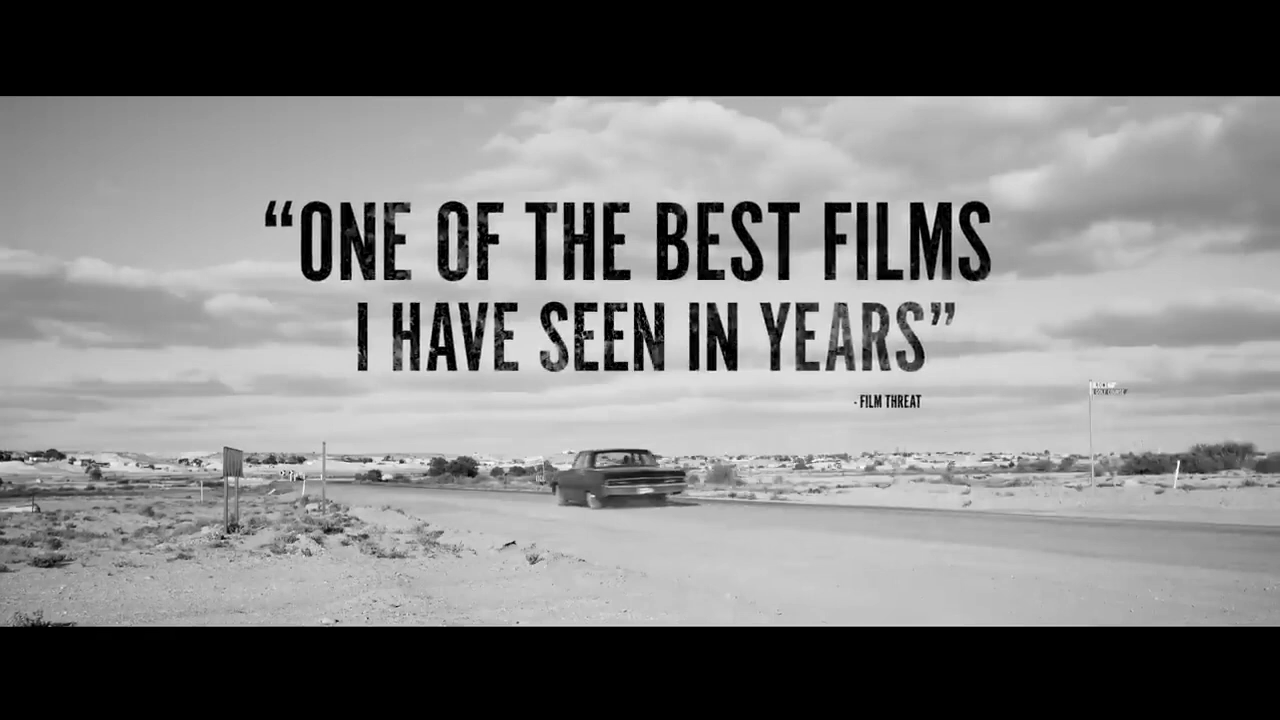 “ONE OF THE BEST FILMS
I HAVE SEEN IN YEARS”
- FILM THREAT